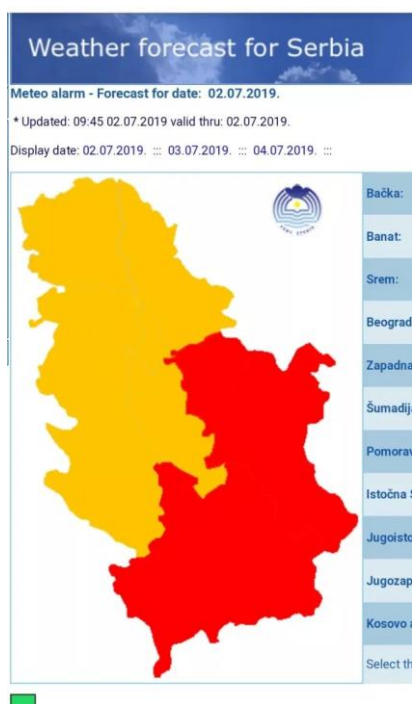 Weather forecast for Serbia
Meteo alarm - Forecast for date: 02.07.2019.
* Updated: 09:45 02.07.2019 valid thru: 02.07.2019.
Display date: 02.07.2019. ::: 03.07.2019. ::: 04.07.2019. :::
Bačka:
Banat:
Srem:
Beograd
Zapadna
Šumadija
Pomorav
Istočna S
Jugoisto
Jugozap
Kosovo a
Select th